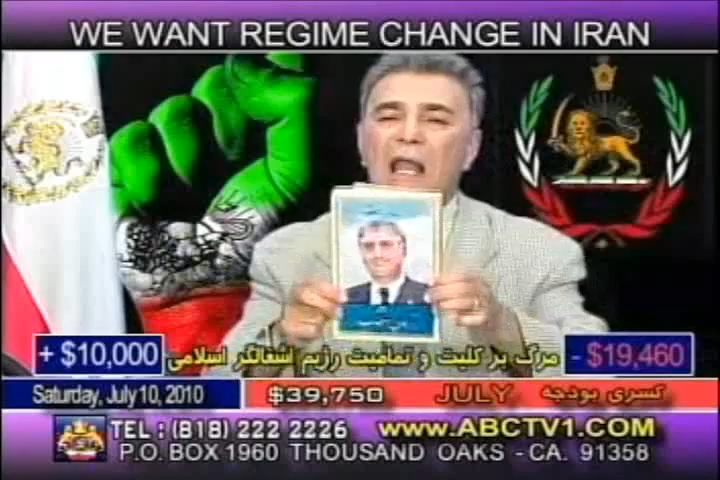 WE WANT REGIME CHANGE IN IRAN
+ $10,000
مرگ بر کلیت و تمامیت رژیم اشغالگر اسلامی
- $19,460
Saturday, July 10, 2010
$39,750
JULY
کسری بودجه
TEL : (818) 222 2226
www.ABCTV1.COM
P.O. BOX 1960 THOUSAND OAKS - CA. 91358